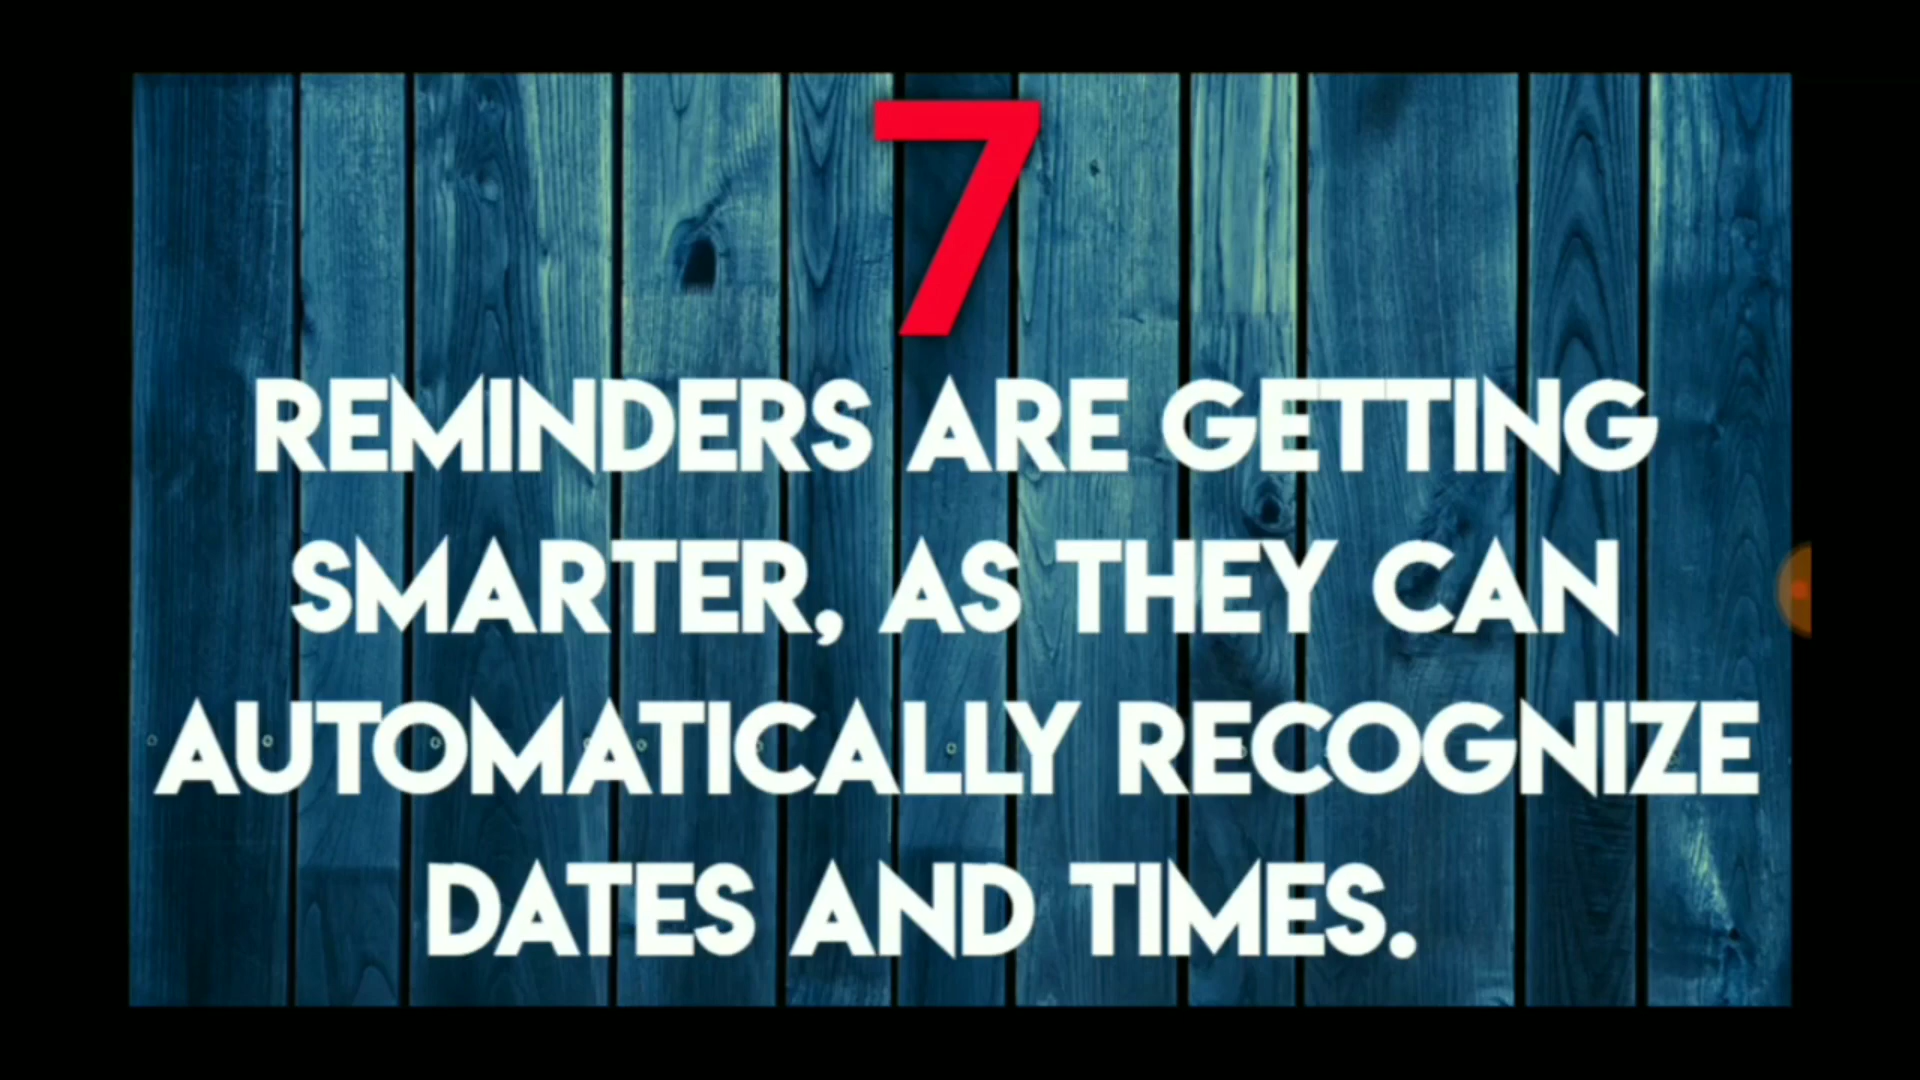 7
REMINDERS ARE GETTING
SMARTER, AS THEY CAN
AUTOMATICALLY RECOGNIZE
DATES AND TIMES.